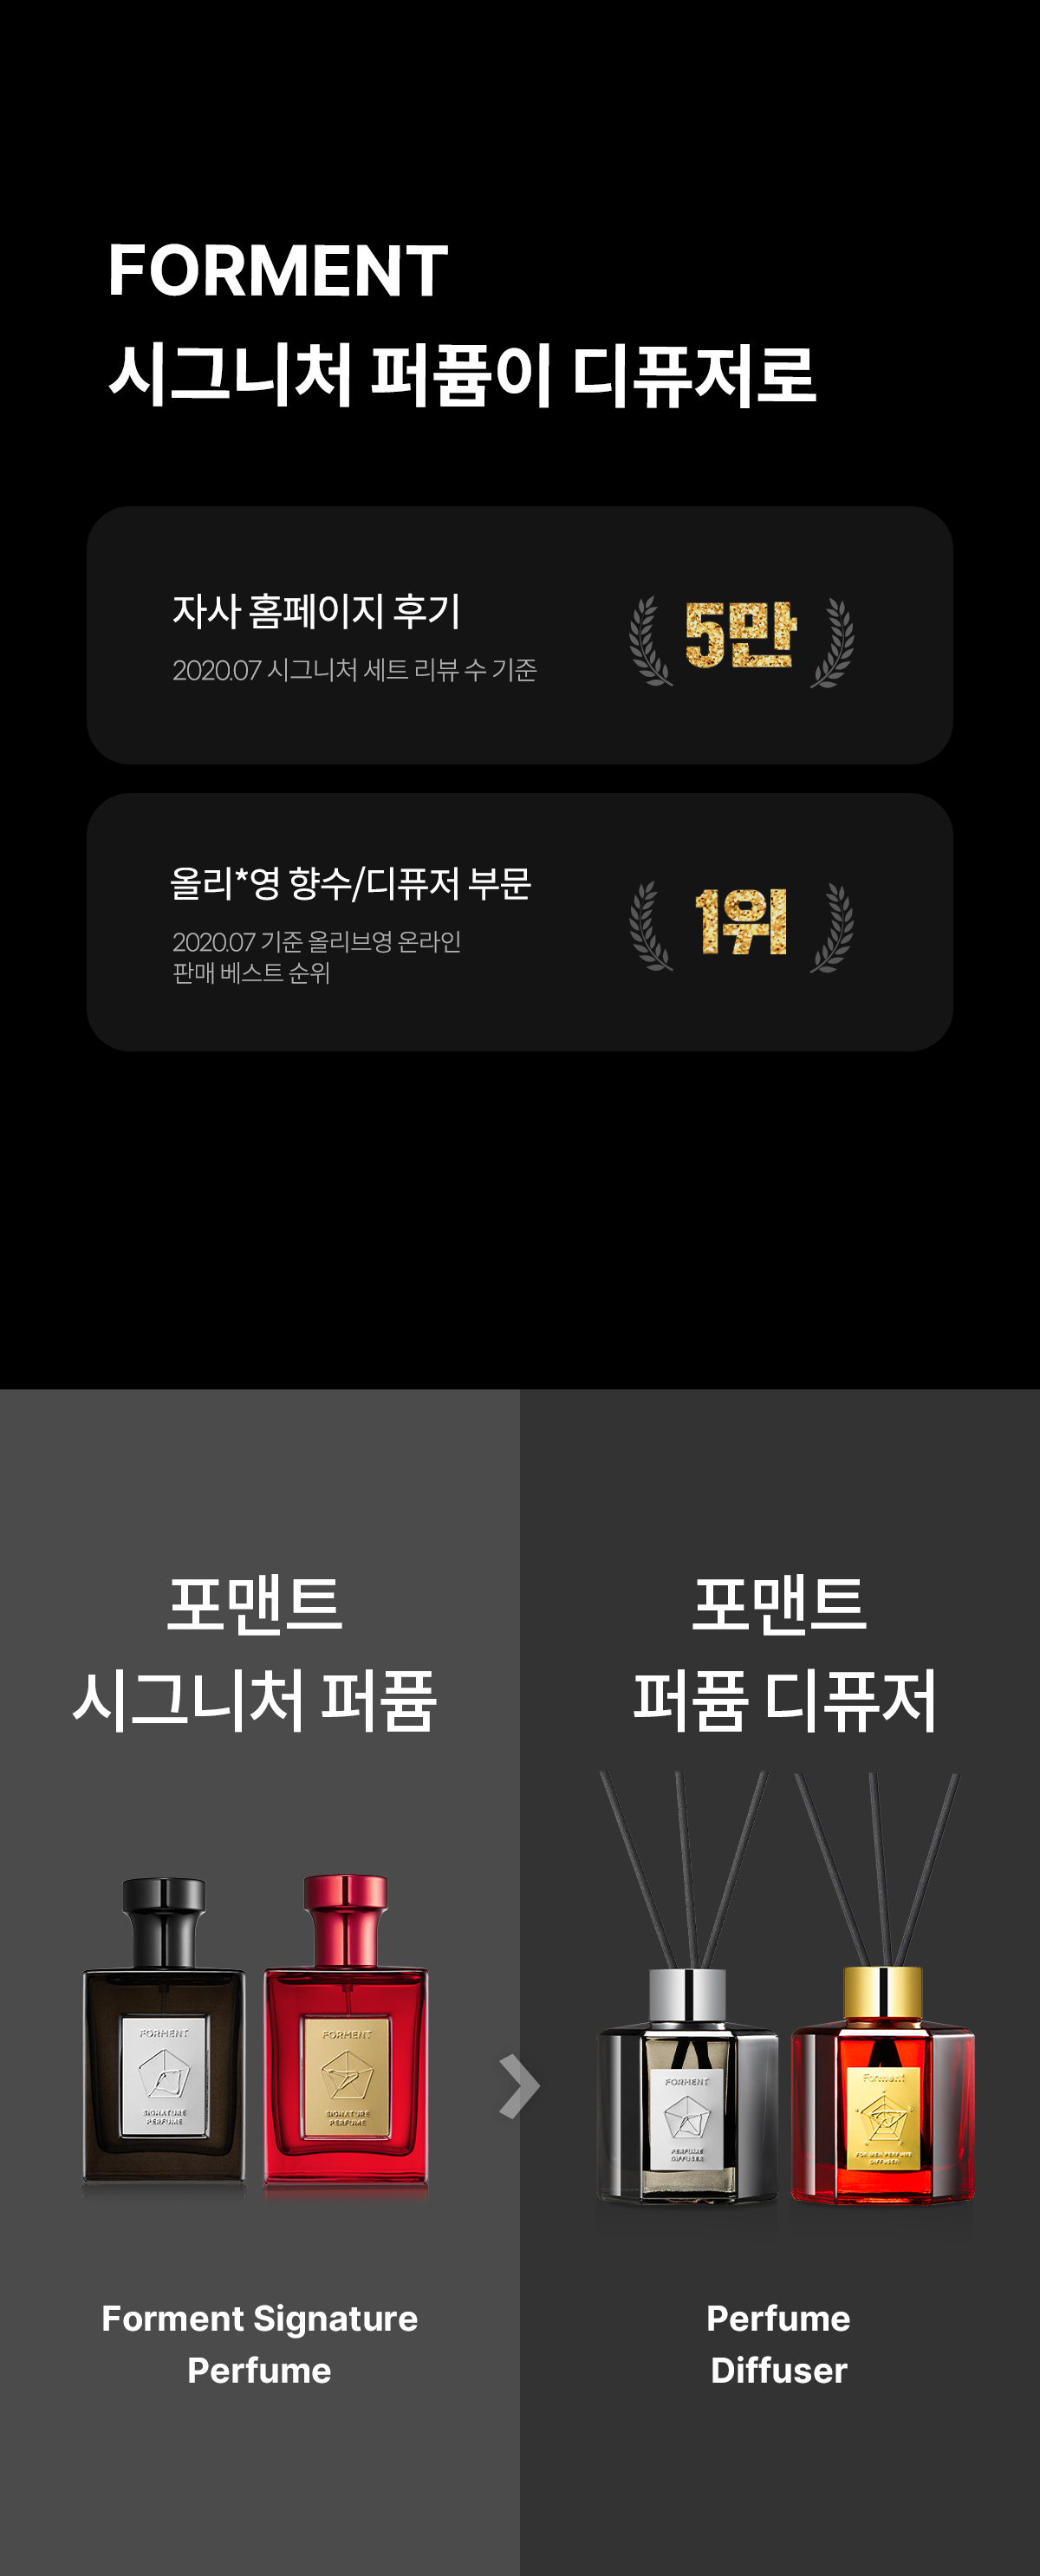 FORMENT
시그니처 퍼퓸이 디퓨저로
자사 홈페이지 후기
2020.07 시그니처 세트 리뷰 수 기준
5만
올리*영 향수/디퓨저 부문
2020.07 기준 올리브영 온라인
판매 베스트 순위
1위
포맨트
시그니처 퍼퓸
포맨트
퍼퓸 디퓨저
FORMENT
SIGNATURE
PERFUME
FORMENT
SIGNATURE
PERFUME
FORMENT
PERFUME
DIFFUSER
Forment
FOR MEN PERFUME
DIFFUSER
Forment Signature
Perfume
Perfume
Diffuser